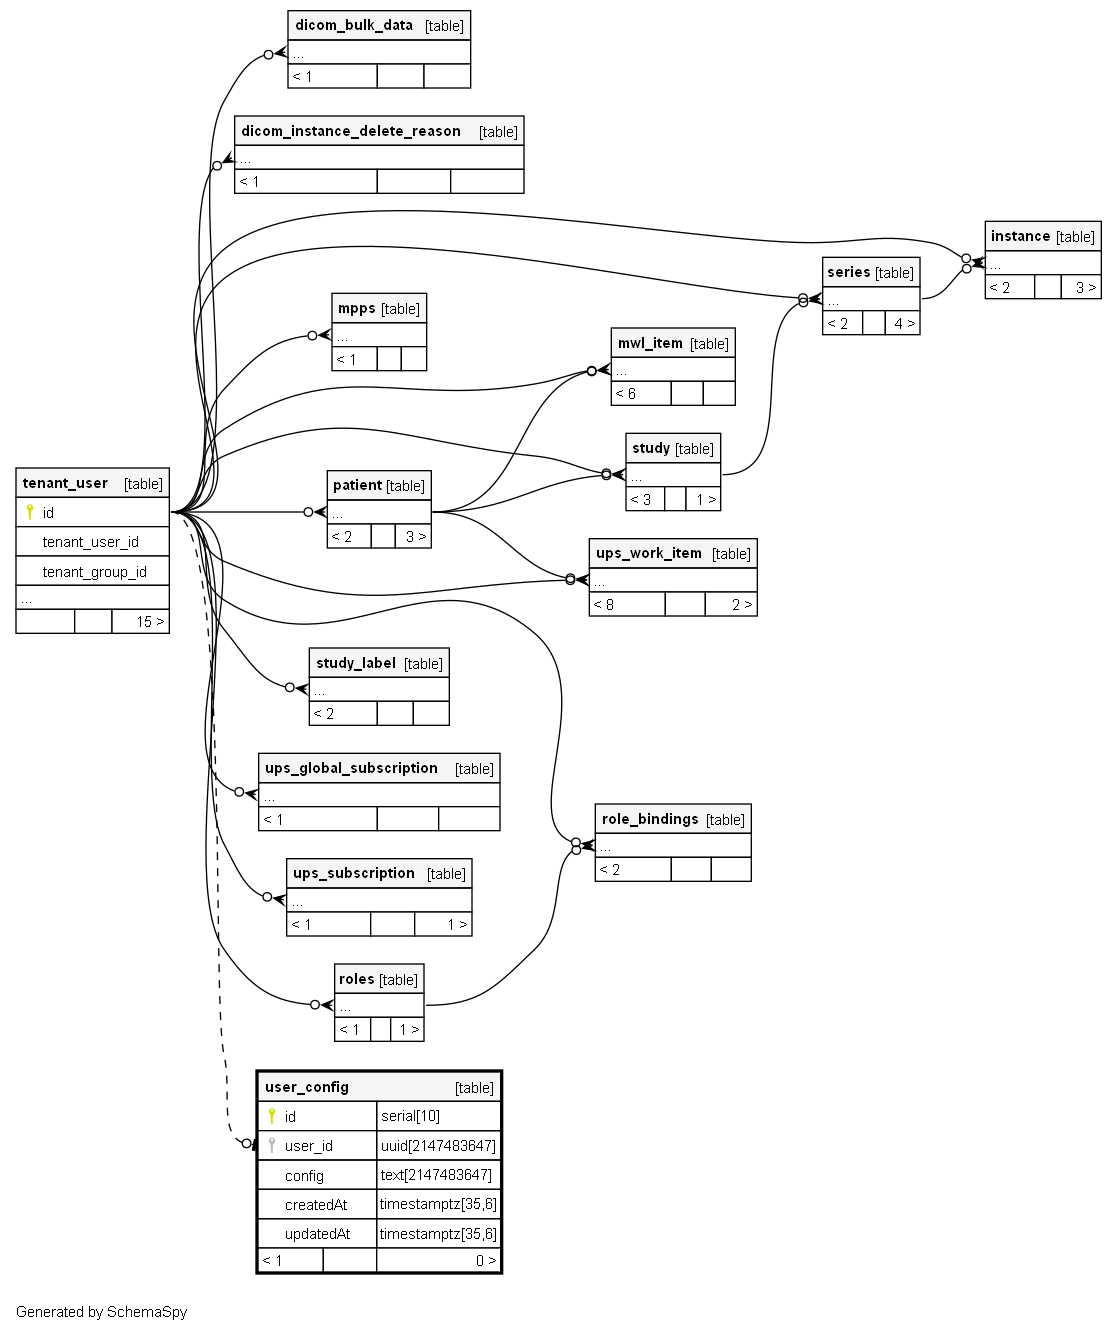 dicom_bulk_data [table]
...
< 1
dicom_instance_delete_reason [table]
...
< 1
instance [table]
...
< 2 3 >
series [table]
...
< 2 4 >
mpps [table]
...
< 1
mwl_item [table]
...
< 6
study [table]
...
< 3 1 >
tenant_user [table]
id
tenant_user_id
tenant_group_id
...
15 >
patient [table]
...
< 2 3 >
ups_work_item [table]
...
< 8 2 >
study_label [table]
...
< 2
ups_global_subscription [table]
...
< 1
role_bindings [table]
...
< 2
ups_subscription [table]
...
< 1 1 >
roles [table]
...
< 1 1 >
user_config [table]
id serial[10]
user_id uuid[2147483647]
config text[2147483647]
createdAt timestamptz[35,6]
updatedAt timestamptz[35,6]
< 1 0 >
Generated by SchemaSpy